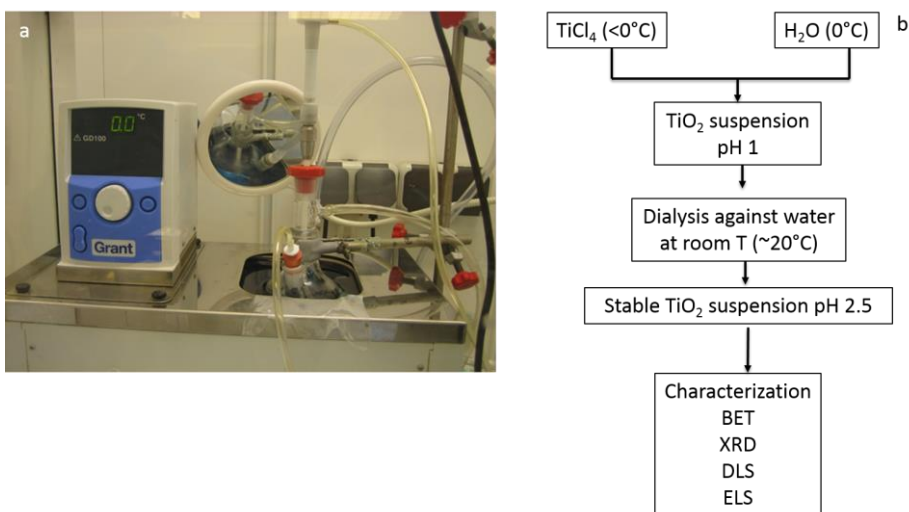 a
0.0 °C
GD100
Grant
TiCl₄ (<0°C)
H₂O (0°C)
b
TiO₂ suspension
pH 1
Dialysis against water
at room T (~20°C)
Stable TiO₂ suspension pH 2.5
Characterization
BET
XRD
DLS
ELS